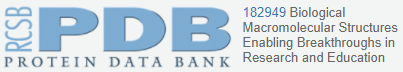 RCSB
PDB
PROTEIN DATA BANK
182949 Biological
Macromolecular Structures
Enabling Breakthroughs in
Research and Education